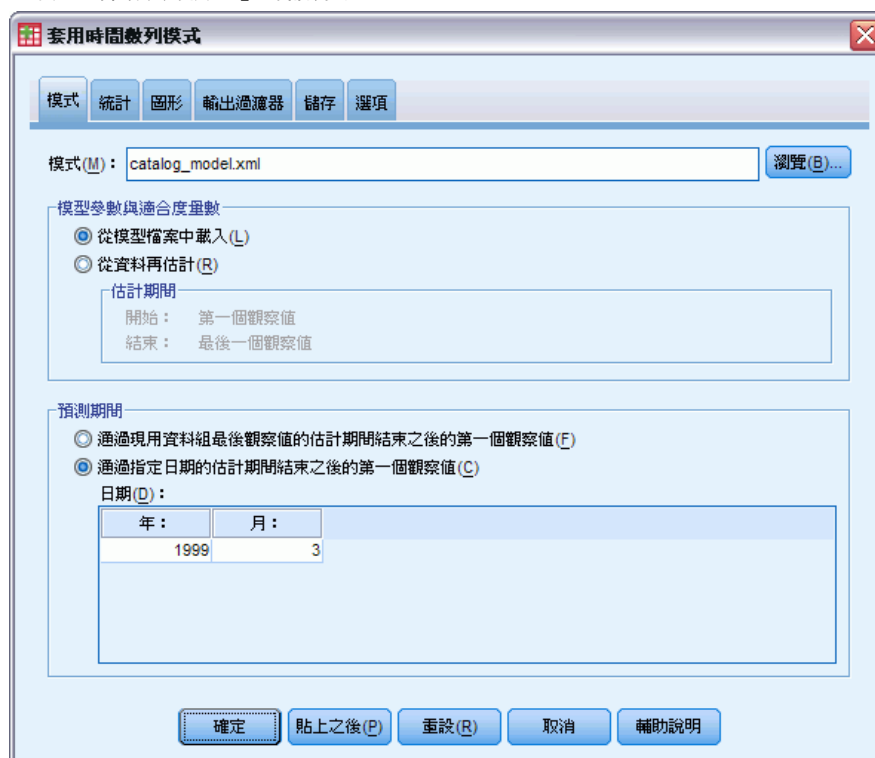 套用時間數列模式
模式 統計 圖形 輸出過濾器 儲存 選項
模式(M)： catalog_model.xml 瀏覽(B)...
模型參數與適合度量數
從模型檔案中載入(L)
從資料再估計(R)
估計期間
開始： 第一個觀察值
結束： 最後一個觀察值
預測期間
通過現用資料組最後觀察值的估計期間結束之後的第一個觀察值(F)
通過指定日期的估計期間結束之後的第一個觀察值(C)
日期(D)：
年： 月：
1999 3
確定 貼上之後(P) 重設(R) 取消 輔助說明